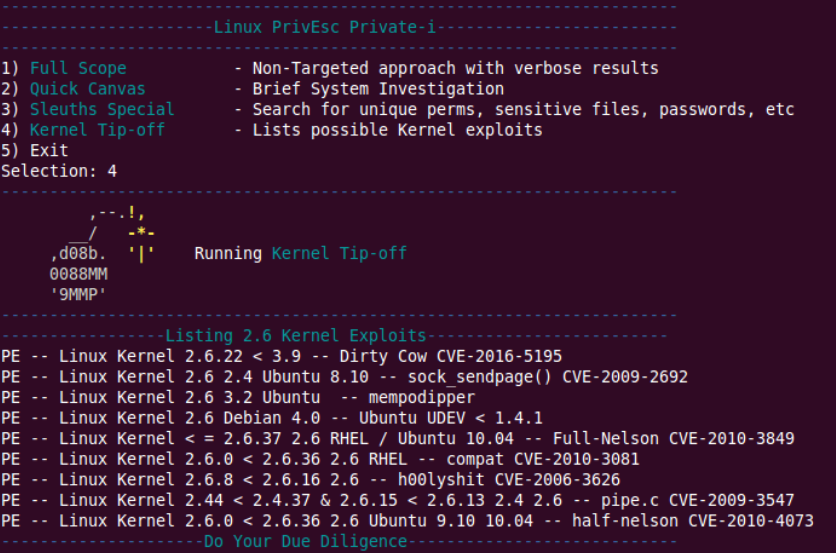 ----------------------------------------------------------------------
----------------------Linux PrivEsc Private-i-------------------------
----------------------------------------------------------------------
1) Full Scope           - Non-Targeted approach with verbose results
2) Quick Canvas         - Brief System Investigation
3) Sleuths Special      - Search for unique perms, sensitive files, passwords, etc
4) Kernel Tip-off       - Lists possible Kernel exploits
5) Exit
Selection: 4
----------------------------------------------------------------------
         ,--.!,
       __/   -*-
     ,d08b.  '|'    Running Kernel Tip-off
     0088MM
     '9MMP'
----------------------------------------------------------------------
-----------------Listing 2.6 Kernel Exploits-------------------------
PE -- Linux Kernel 2.6.22 < 3.9 -- Dirty Cow CVE-2016-5195
PE -- Linux Kernel 2.6 2.4 Ubuntu 8.10 -- sock_sendpage() CVE-2009-2692
PE -- Linux Kernel 2.6 3.2 Ubuntu  -- mempodipper
PE -- Linux Kernel 2.6 Debian 4.0 -- Ubuntu UDEV < 1.4.1
PE -- Linux Kernel < = 2.6.37 2.6 RHEL / Ubuntu 10.04 -- Full-Nelson CVE-2010-3849
PE -- Linux Kernel 2.6.0 < 2.6.36 2.6 RHEL -- compat CVE-2010-3081
PE -- Linux Kernel 2.6.8 < 2.6.16 2.6 -- h00lyshit CVE-2006-3626
PE -- Linux Kernel 2.44 < 2.4.37 & 2.6.15 < 2.6.13 2.4 2.6 -- pipe.c CVE-2009-3547
PE -- Linux Kernel 2.6.0 < 2.6.36 2.6 Ubuntu 9.10 10.04 -- half-nelson CVE-2010-4073
---------------------Do Your Due Diligence----------------------------